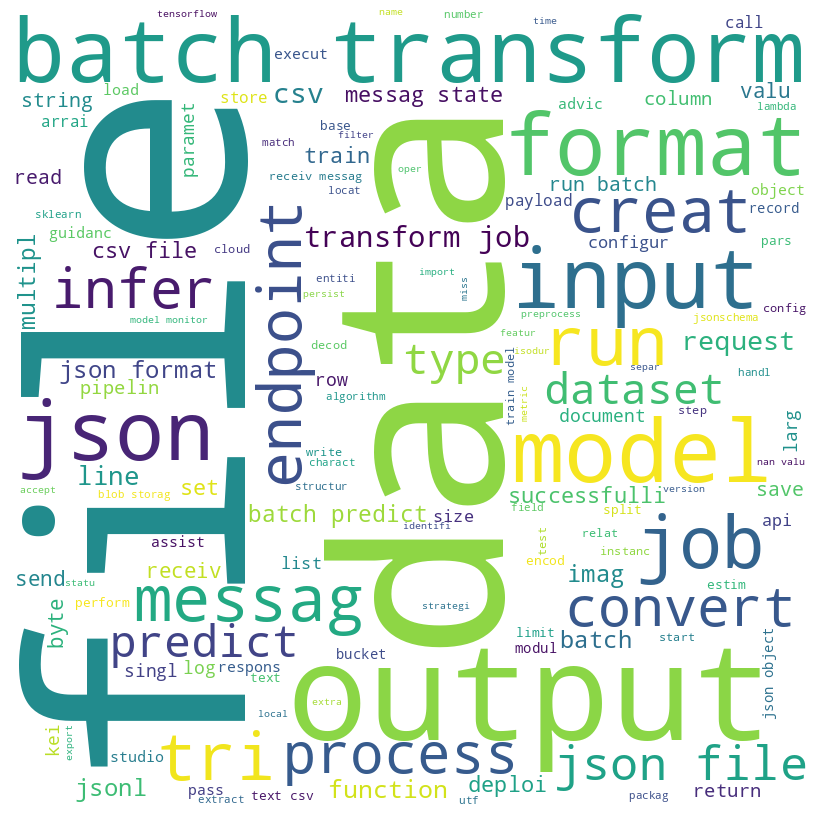 tensorflow
name
number
time
call
batch transform
execut
load
string
store
csv
messag state
advic
column
valu
lambda
arrai
paramet
base
filter
match
train
format
file
data
oper
read
receiv messag
locat
run batch
object
payload
record
sklearn
guidanc
creat
csv file
cloud
transform job
configur
pars
multipl
infer
endpoint
entiti
import
miss
input
persist
config
model monitor
preprocess
jsonschema
featur
isodur
decod
type
run
request
json format
row
separ
handl
pipelin
algorithm
train model
metric
dataset
step
json
document
larg
write
charact
model
line
structur
nan valu
accept
blob storag
set
successfulli
version
save
batch predict
size
field
split
api
identifi
test
relat
assist
list
job
instanc
send
statu
receiv
encod
imag
estim
byte
perform
messag
strategi
convert
predict
limit
batch
start
modul
singl
log
respons
bucket
text
json object
output
extra
local
kei
export
studio
tri
process
json file
jsonl
pass
extract
text csv
function
utf
deploi
packag
return